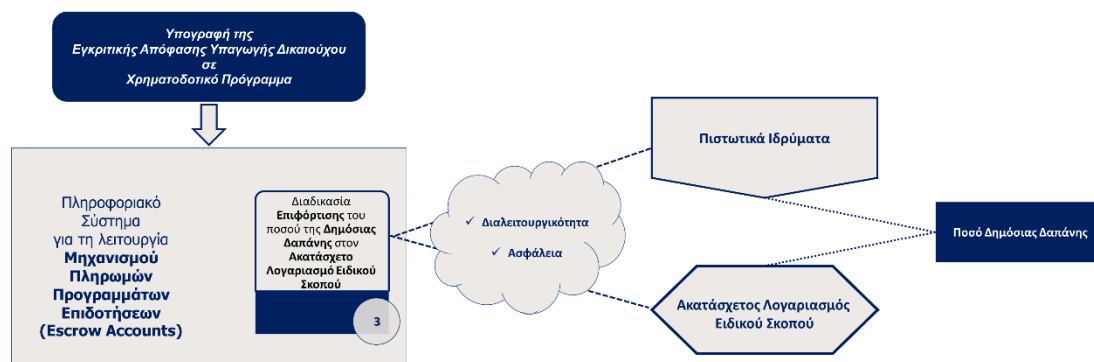 Υπογραφή της
Εγκριτικής Απόφασης Υπαγωγής Δικαιούχου
σε
Χρηματοδοτικό Πρόγραμμα
Πληροφοριακό
Σύστημα
για τη λειτουργία
Μηχανισμού
Πληρωμών
Προγραμμάτων
Επιδοτήσεων
(Escrow Accounts)
Διαδικασία
Επιφόρτισης του
ποσού της Δημόσιας
Δαπάνης στον
Ακατάσχετο
Λογαριασμό Ειδικού
Σκοπού
3
✓ Διαλειτουργικότητα
✓ Ασφάλεια
Πιστωτικά Ιδρύματα
Ακατάσχετος Λογαριασμός
Ειδικού Σκοπού
Ποσό Δημόσιας Δαπάνης